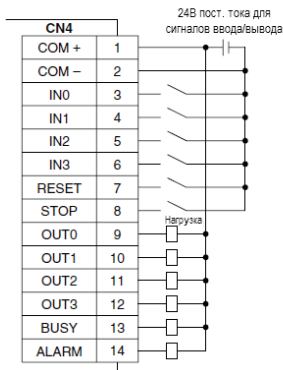 24В пост. тока для
сигналов ввода/вывода
CN4
COM + 1
COM – 2
IN0 3
IN1 4
IN2 5
IN3 6
RESET 7
STOP 8
Нагрузка
OUT0 9
OUT1 10
OUT2 11
OUT3 12
BUSY 13
ALARM 14